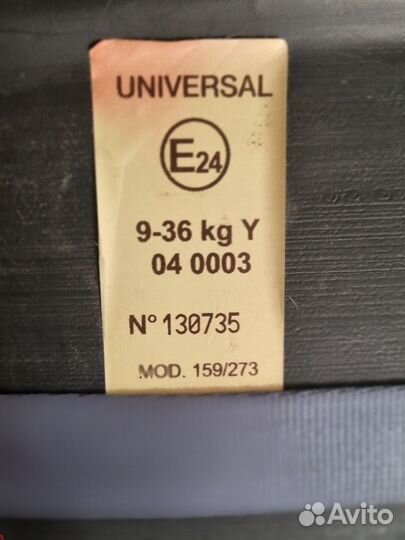 UNIVERSAL
E24
9-36 kg Y
04 0003
N° 130735
MOD. 159/273
Avito